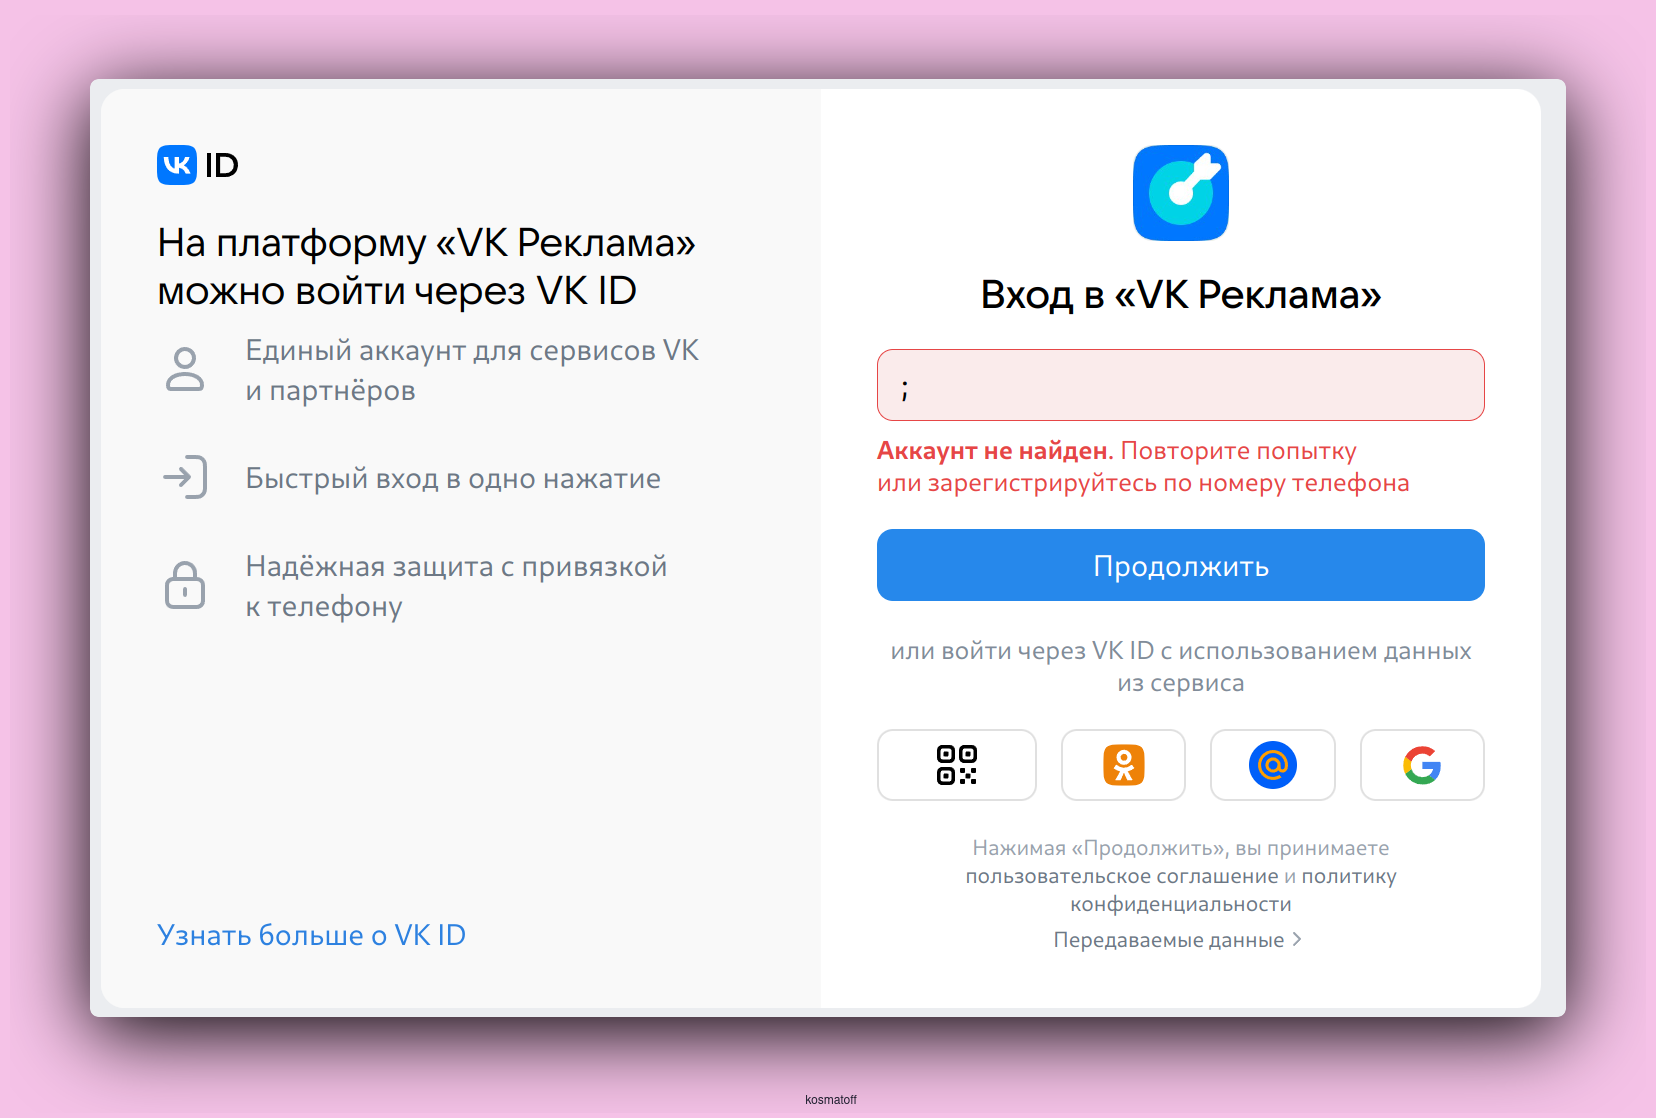 VK ID
На платформу «VK Реклама»
можно войти через VK ID
Единый аккаунт для сервисов VK
и партнёров
Быстрый вход в одно нажатие
Надёжная защита с привязкой
к телефону
Узнать больше о VK ID
Вход в «VK Реклама»
;
Аккаунт не найден. Повторите попытку
или зарегистрируйтесь по номеру телефона
Продолжить
или войти через VK ID с использованием данных
из сервиса
Нажимая «Продолжить», вы принимаете
пользовательское соглашение и политику
конфиденциальности
Передаваемые данные
kosmatoff